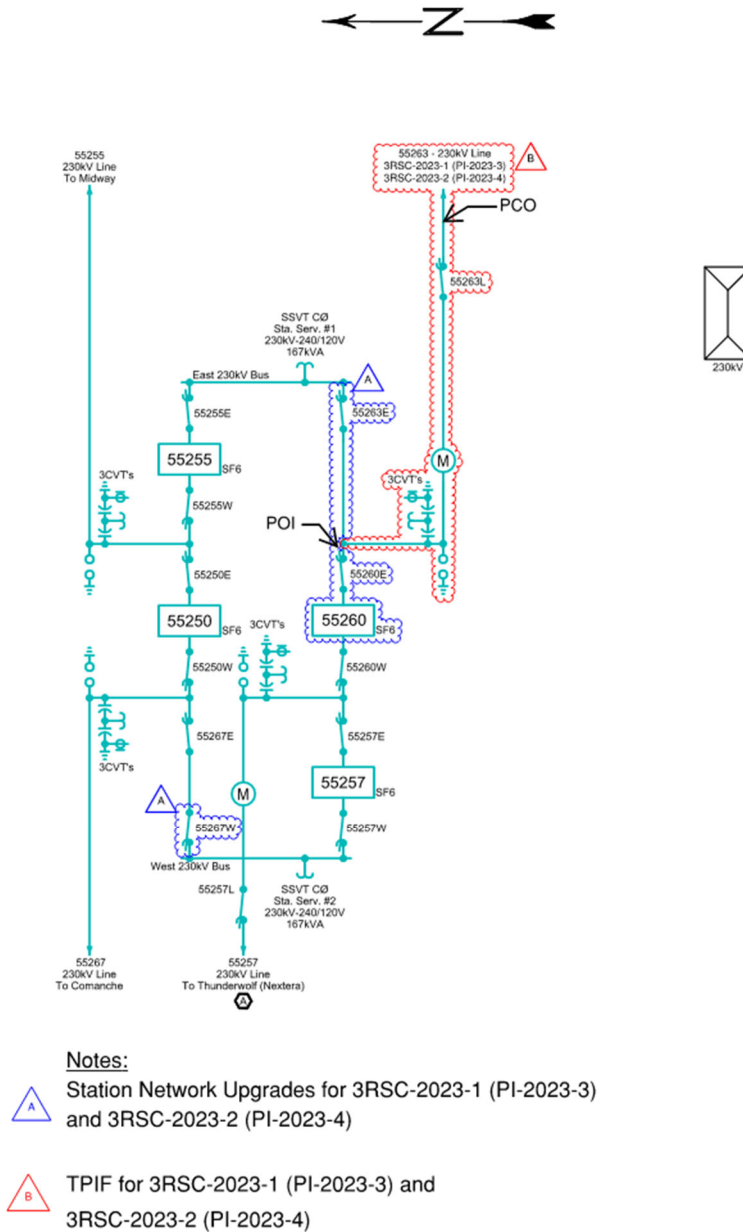 N
55255
230kV Line
To Midway
55263 - 230kV Line
3RSC-2023-1 (PI-2023-3)
3RSC-2023-2 (PI-2023-4)
B
PCO
55263L
230kV
SSVT CØ
Sta. Serv. #1
230kV-240/120V
167kVA
East 230kV Bus
A
55255E
55263E
55255
SF6
M
3CVT's
3CVT's
55255W
POI
55250E
55260E
55250
SF6
55260
SF6
3CVT's
55250W
55260W
55267E
55257E
3CVT's
M
55257
SF6
A
55267W
55257W
West 230kV Bus
55257L
SSVT CØ
Sta. Serv. #2
230kV-240/120V
167kVA
55267
230kV Line
To Comanche
55257
230kV Line
To Thunderwolf (Nextera)
A
Notes:
A
Station Network Upgrades for 3RSC-2023-1 (PI-2023-3)
and 3RSC-2023-2 (PI-2023-4)
B
TPIF for 3RSC-2023-1 (PI-2023-3) and
3RSC-2023-2 (PI-2023-4)